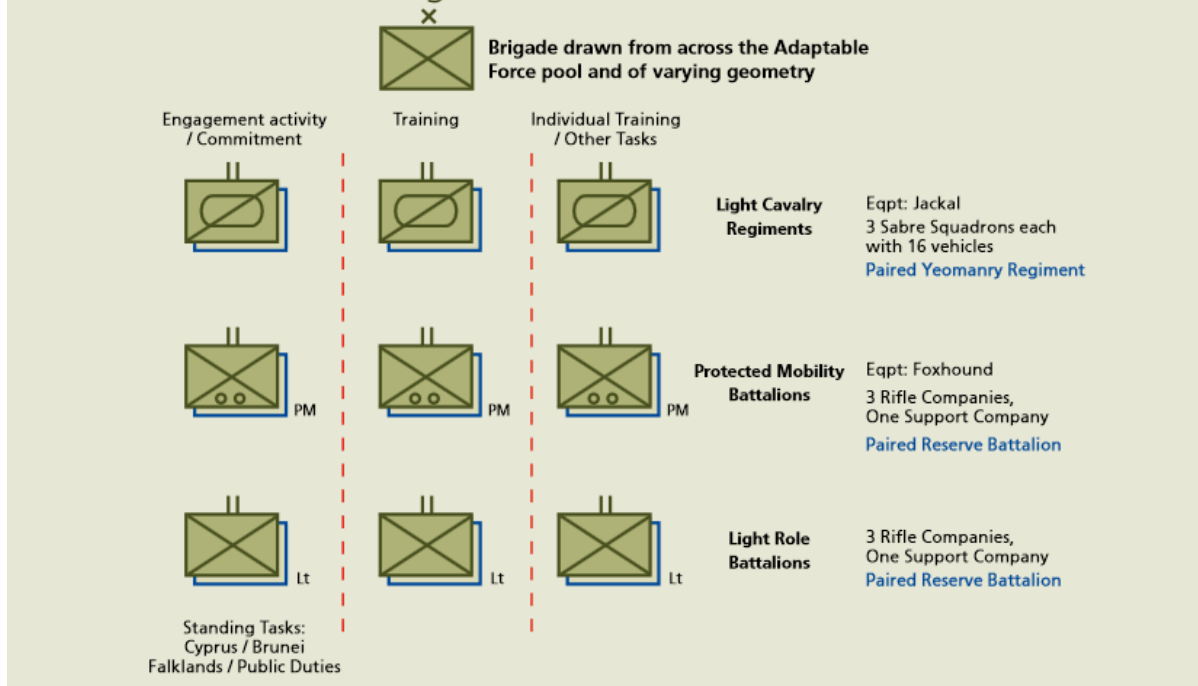 Brigade drawn from across the Adaptable
Force pool and of varying geometry
Engagement activity
/ Commitment
Training
Individual Training
/ Other Tasks
Light Cavalry
Regiments
Eqpt: Jackal
3 Sabre Squadrons each
with 16 vehicles
Paired Yeomanry Regiment
PM
PM
PM
Protected Mobility
Battalions
Eqpt: Foxhound
3 Rifle Companies,
One Support Company
Paired Reserve Battalion
Lt
Lt
Lt
Light Role
Battalions
3 Rifle Companies,
One Support Company
Paired Reserve Battalion
Standing Tasks:
Cyprus / Brunei
Falklands / Public Duties